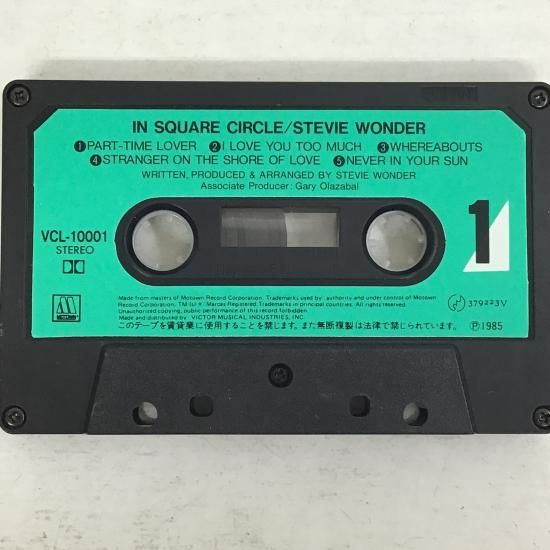 IN SQUARE CIRCLE/STEVIE WONDER
❶PART-TIME LOVER ❷I LOVE YOU TOO MUCH ❸WHEREABOUTS
❹STRANGER ON THE SHORE OF LOVE ❺NEVER IN YOUR SUN
WRITTEN, PRODUCED & ARRANGED BY STEVIE WONDER
Associate Producer: Gary Olazabal
VCL-10001
STEREO
1
Made from masters of Motown Record Corporation. Trademarks used by authority and under control of Motown
Record Corporation, TM (s) ® Marcas Registered. Trademarks in principal countries. All rights reserved.
Unauthorized copying, public performance of this record forbidden.
Made and distributed by VICTOR MUSICAL INDUSTRIES, INC.
このテープを賃貸業に使用することを禁じます。また無断複製は法律で禁じられています。
Ⓟ1985